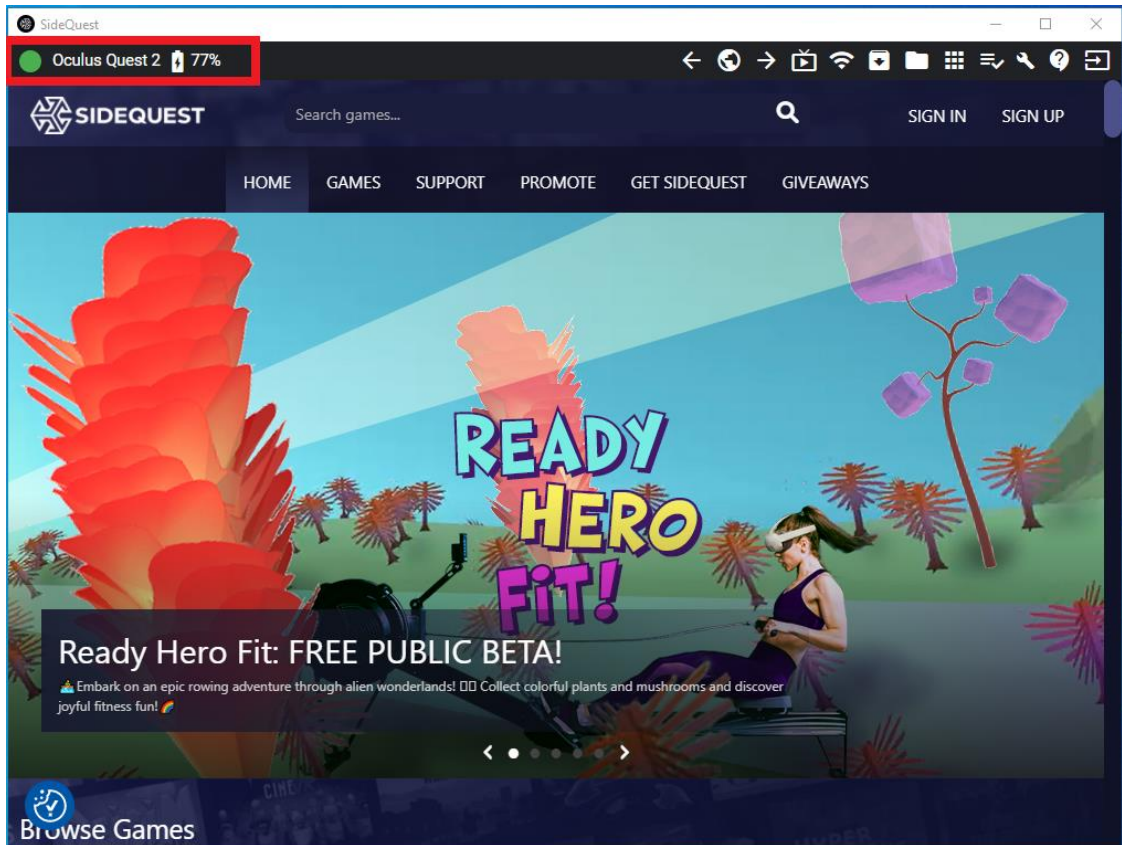 SideQuest
Oculus Quest 2 77%
SIDEQUEST Search games... SIGN IN SIGN UP
HOME GAMES SUPPORT PROMOTE GET SIDEQUEST GIVEAWAYS
READY
HERO
FIT!
Ready Hero Fit: FREE PUBLIC BETA!
Embark on an epic rowing adventure through alien wonderlands! Collect colorful plants and mushrooms and discover
joyful fitness fun!
Browse Games